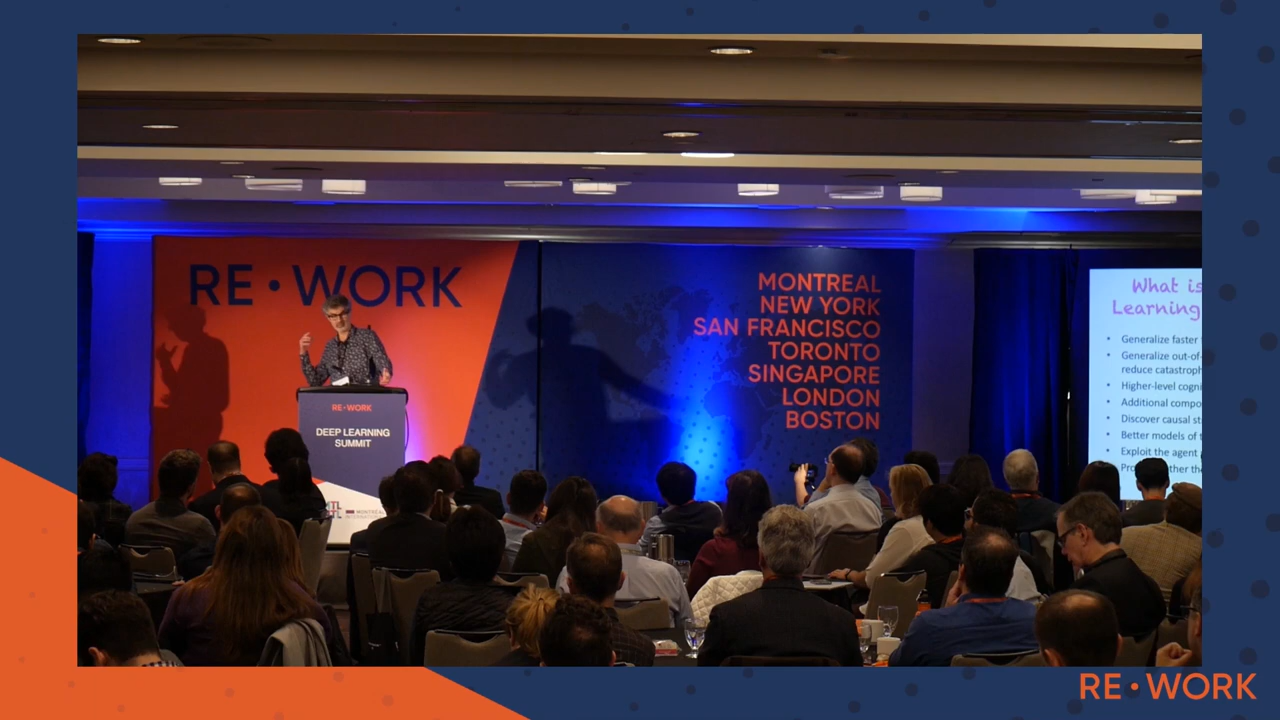 RE•WORK
MONTREAL
NEW YORK
SAN FRANCISCO
TORONTO
SINGAPORE
LONDON
BOSTON
RE•WORK
DEEP LEARNING
SUMMIT
MONTREAL
What is
Learning
• Generalize faster
• Generalize out-of-
reduce catastroph
• Higher-level cogni
• Additional compo
• Discover causal st
• Better models of t
• Exploit the agent
RE•WORK